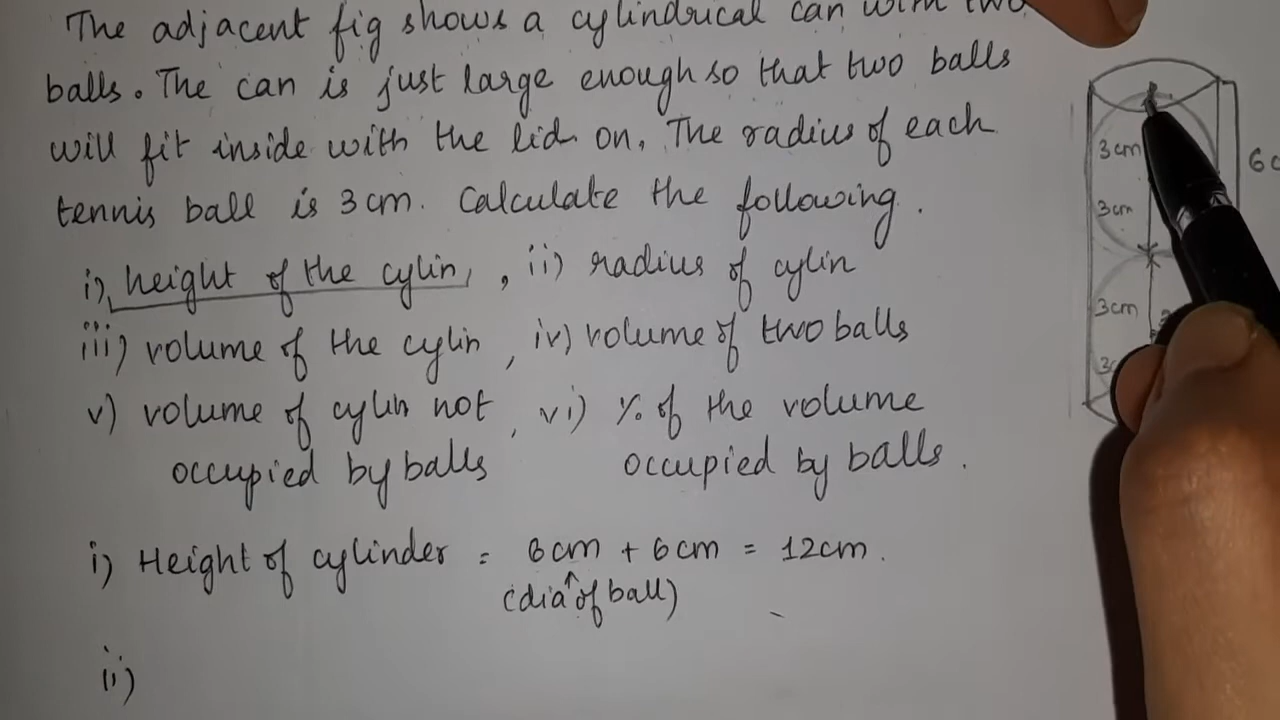 The adjacent fig shows a cylindrical can with two
balls. The can is just large enough so that two balls
will fit inside with the lid on. The radius of each
tennis ball is 3 cm. Calculate the following.
i) height of the cylin, , ii) radius of cylin
iii) volume of the cylin , iv) volume of two balls
v) volume of cylin not , vi) % of the volume
occupied by balls occupied by balls.
i) Height of cylinder = 6cm + 6cm = 12cm.
(dia of ball)
ii)
3cm
3cm
3cm